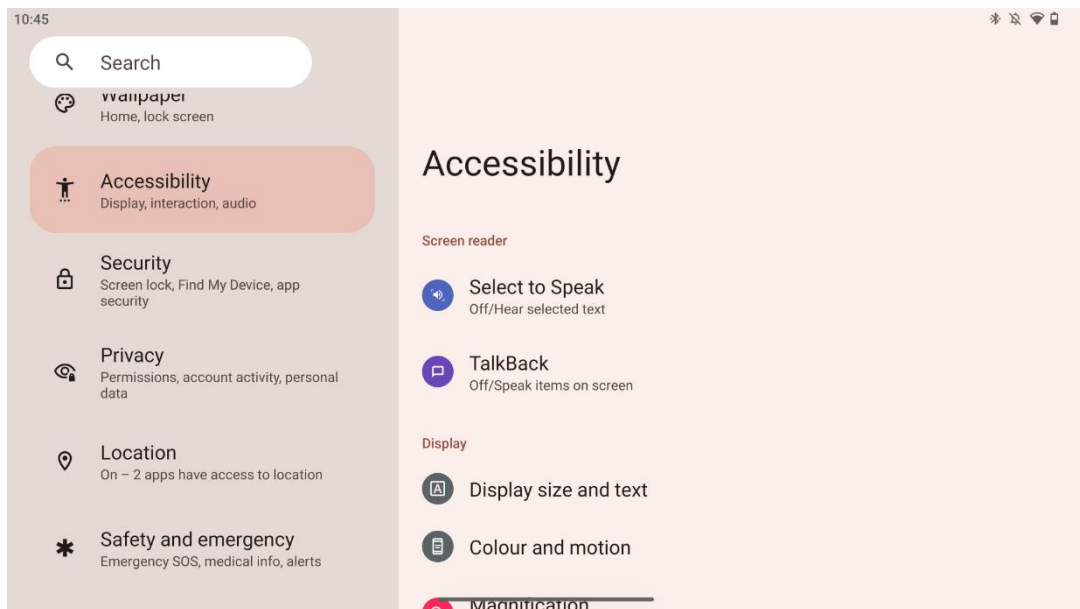 10:45
Search
Wallpaper
Home, lock screen
Accessibility
Display, interaction, audio
Security
Screen lock, Find My Device, app
security
Privacy
Permissions, account activity, personal
data
Location
On – 2 apps have access to location
Safety and emergency
Emergency SOS, medical info, alerts
Accessibility
Screen reader
Select to Speak
Off/Hear selected text
TalkBack
Off/Speak items on screen
Display
Display size and text
Colour and motion
Magnification